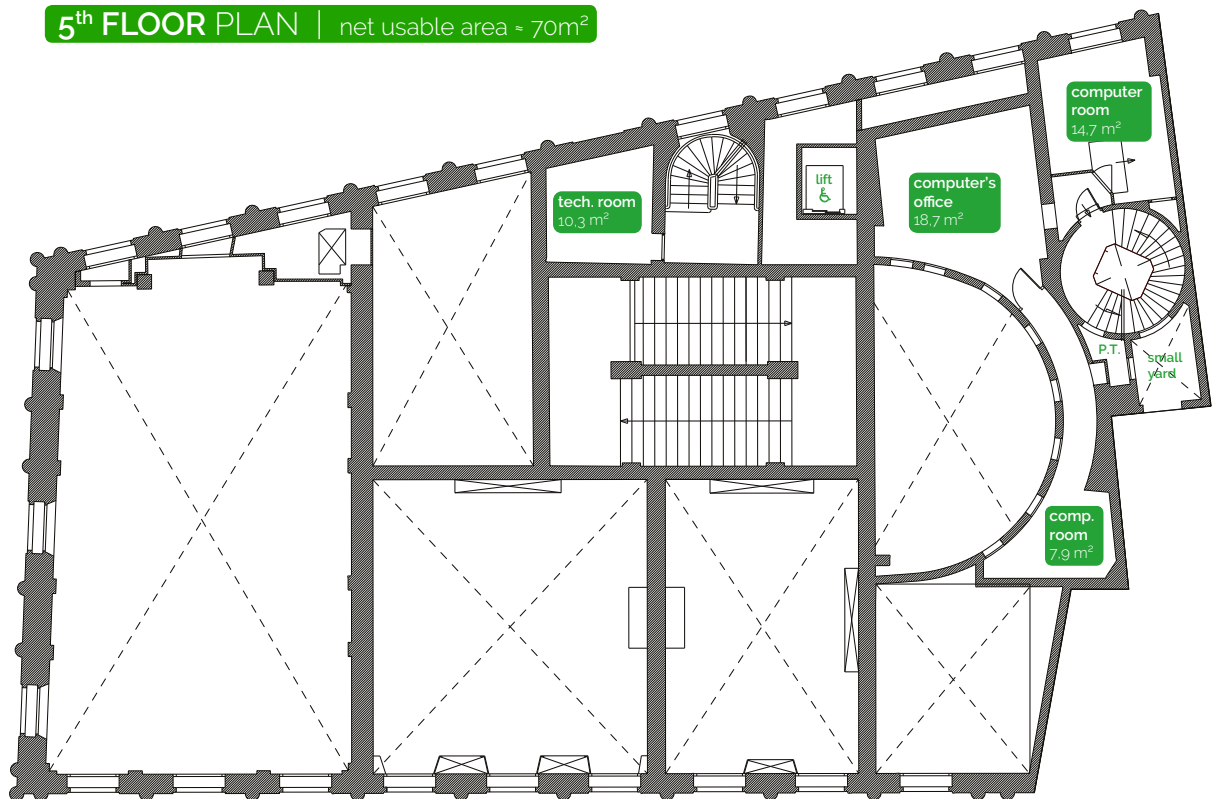 5th FLOOR PLAN | net usable area ≈ 70m²
computer
room
14,7 m²
tech. room
10,3 m²
lift
computer's
office
18,7 m²
P.T.
small
yard
comp.
room
7,9 m²